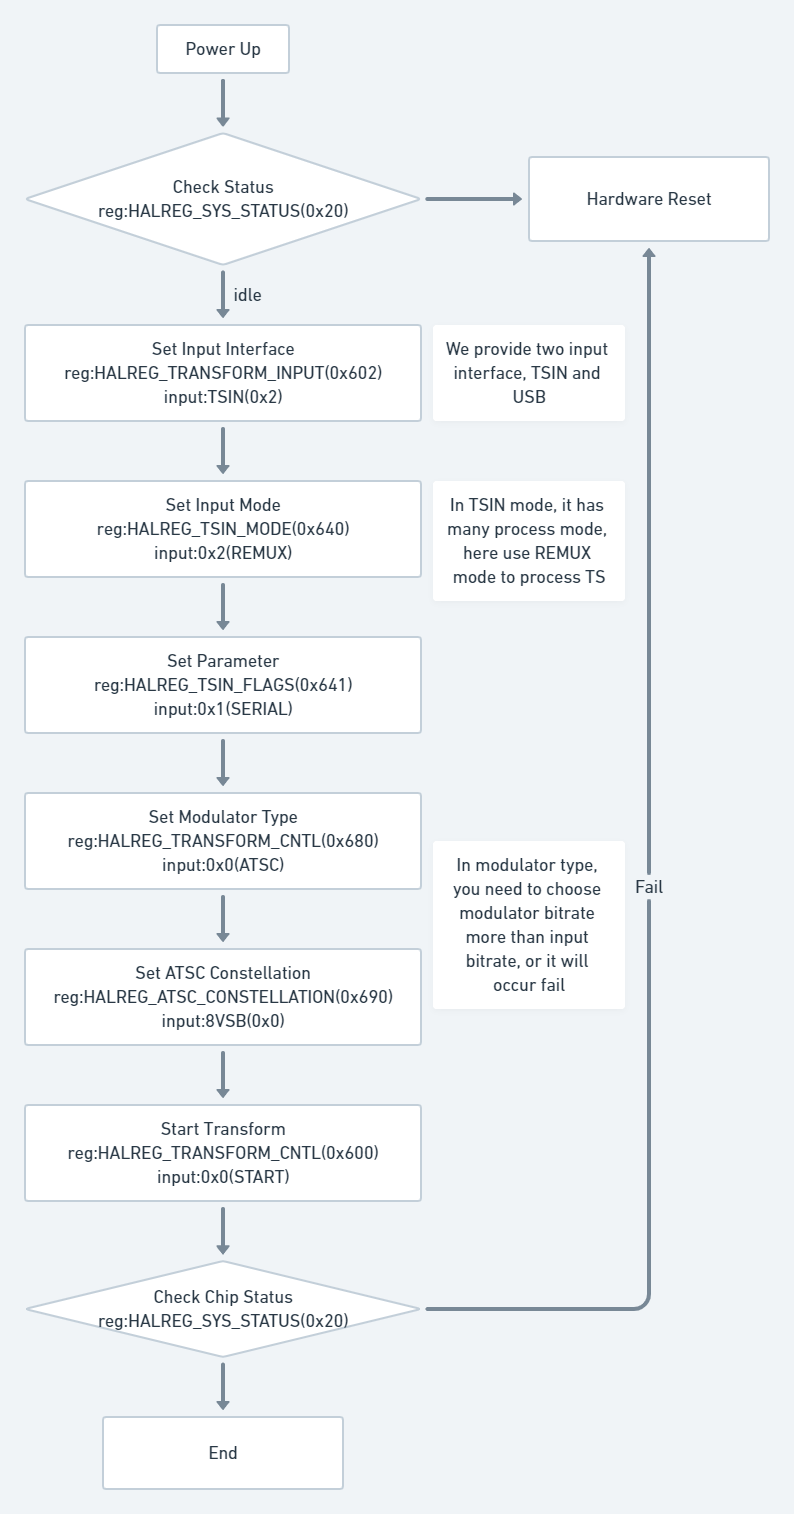 Power Up
Check Status
reg:HALREG_SYS_STATUS(0x20)
Hardware Reset
idle
Set Input Interface
reg:HALREG_TRANSFORM_INPUT(0x602)
input:TSIN(0x2)
We provide two input
interface, TSIN and
USB
Set Input Mode
reg:HALREG_TSIN_MODE(0x640)
input:0x2(REMUX)
In TSIN mode, it has
many process mode,
here use REMUX
mode to process TS
Set Parameter
reg:HALREG_TSIN_FLAGS(0x641)
input:0x1(SERIAL)
Set Modulator Type
reg:HALREG_TRANSFORM_CNTL(0x680)
input:0x0(ATSC)
In modulator type,
you need to choose
modulator bitrate
more than input
bitrate, or it will
occur fail
Fail
Set ATSC Constellation
reg:HALREG_ATSC_CONSTELLATION(0x690)
input:8VSB(0x0)
Start Transform
reg:HALREG_TRANSFORM_CNTL(0x600)
input:0x0(START)
Check Chip Status
reg:HALREG_SYS_STATUS(0x20)
End